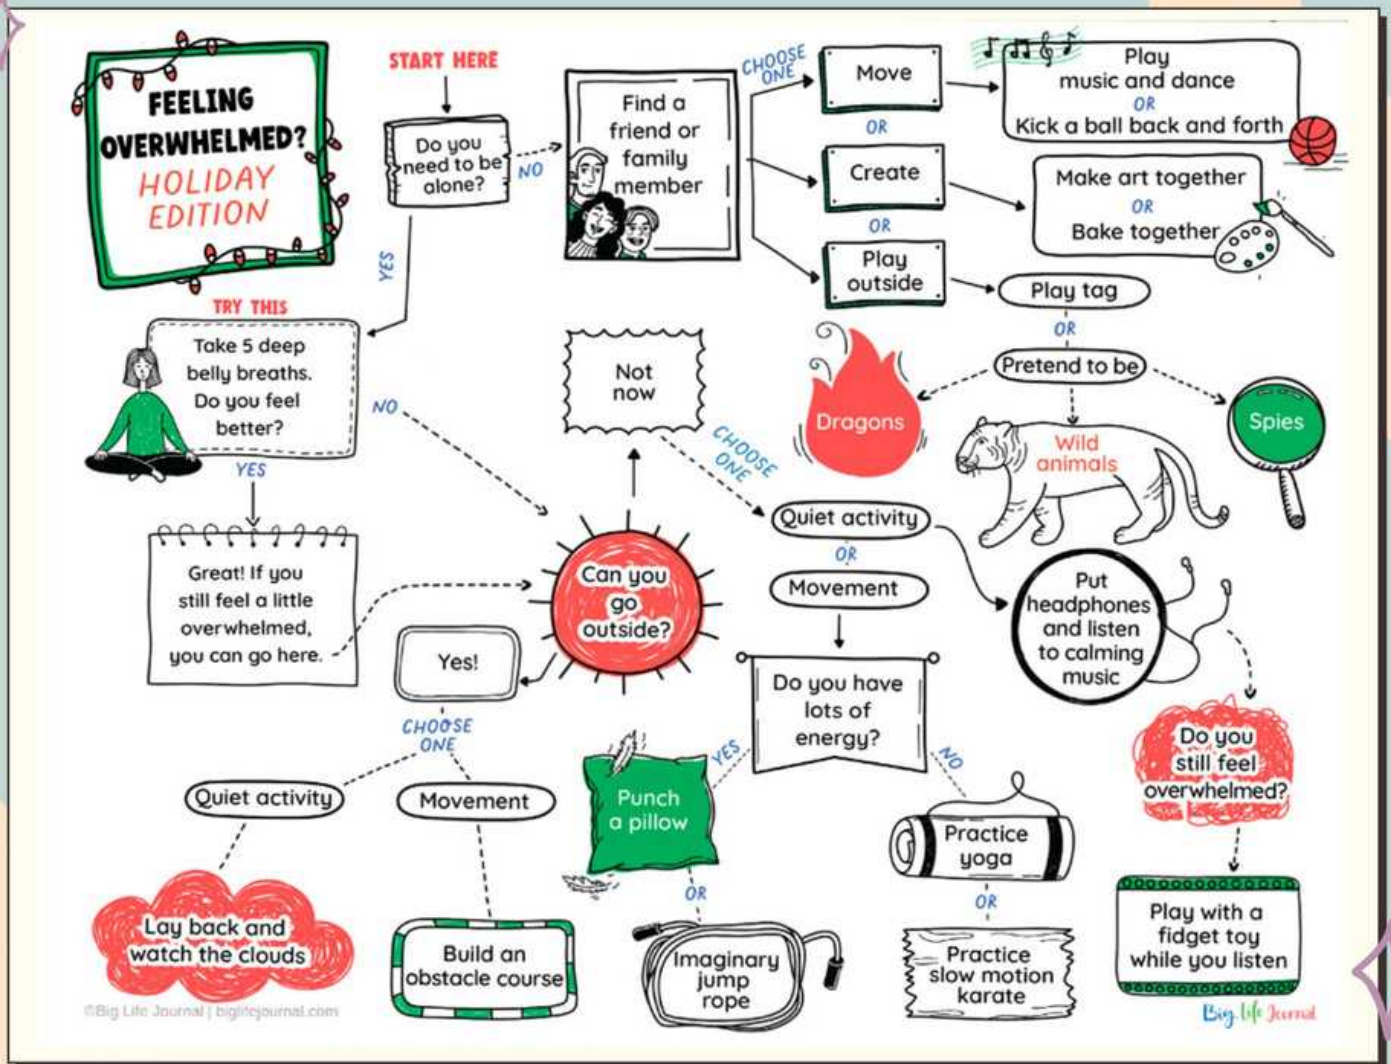 FEELING
OVERWHELMED?
HOLIDAY
EDITION
START HERE
Do you
need to be
alone?
NO
YES
Find a
friend or
family
member
CHOOSE
ONE
Move
OR
Create
OR
Play
outside
Play
music and dance
OR
Kick a ball back and forth
Make art together
OR
Bake together
Play tag
OR
Pretend to be
Dragons
Wild
animals
Spies
TRY THIS
Take 5 deep
belly breaths.
Do you feel
better?
NO
YES
Great! If you
still feel a little
overwhelmed,
you can go here.
Can you
go
outside?
Not
now
CHOOSE
ONE
Quiet activity
OR
Movement
Put
headphones
and listen
to calming
music
Do you
still feel
overwhelmed?
Play with a
fidget toy
while you listen
Do you have
lots of
energy?
YES
NO
Punch
a pillow
OR
Imaginary
jump
rope
Practice
yoga
OR
Practice
slow motion
karate
Yes!
CHOOSE
ONE
Quiet activity
Movement
Lay back and
watch the clouds
Build an
obstacle course
©Big Life Journal | biglifejournal.com
Big Life Journal